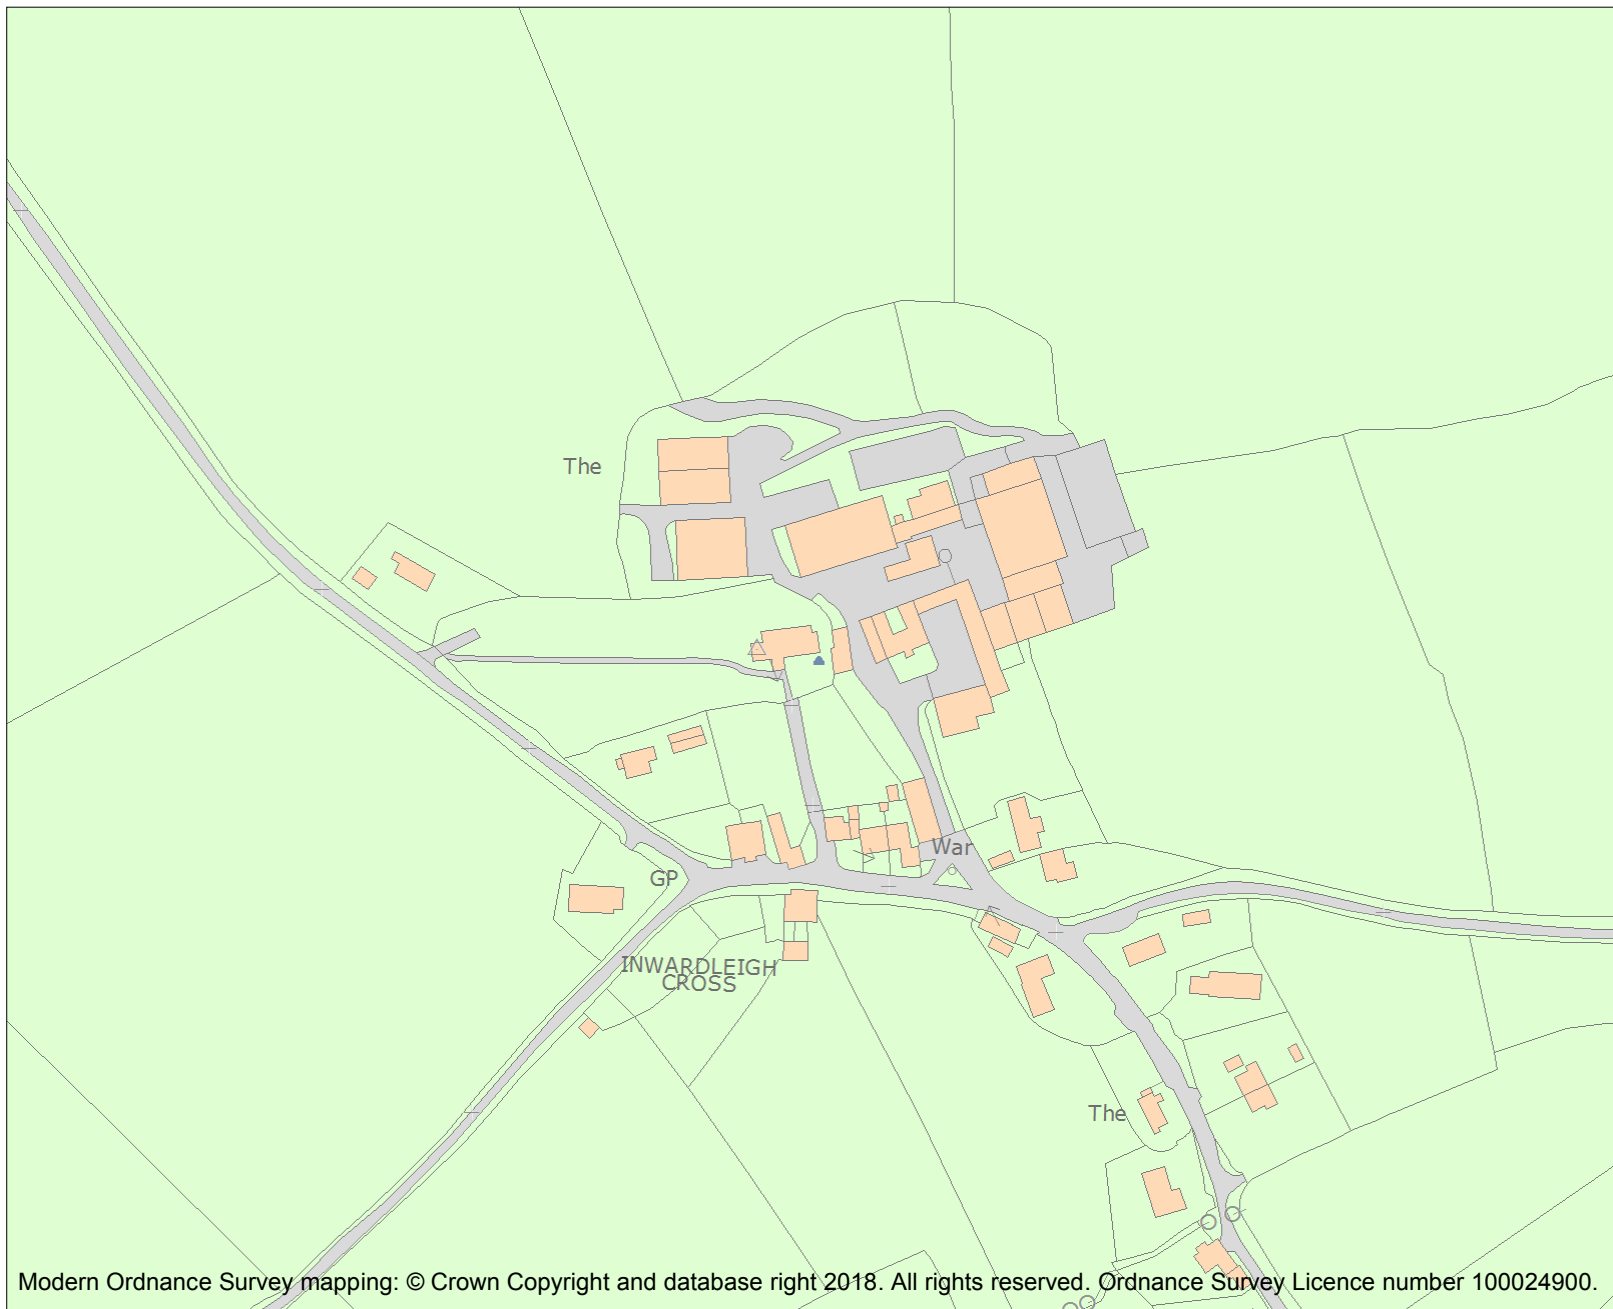 The
War
GP
INWARDLEIGH
CROSS
The
Modern Ordnance Survey mapping: © Crown Copyright and database right 2018. All rights reserved. Ordnance Survey Licence number 100024900.